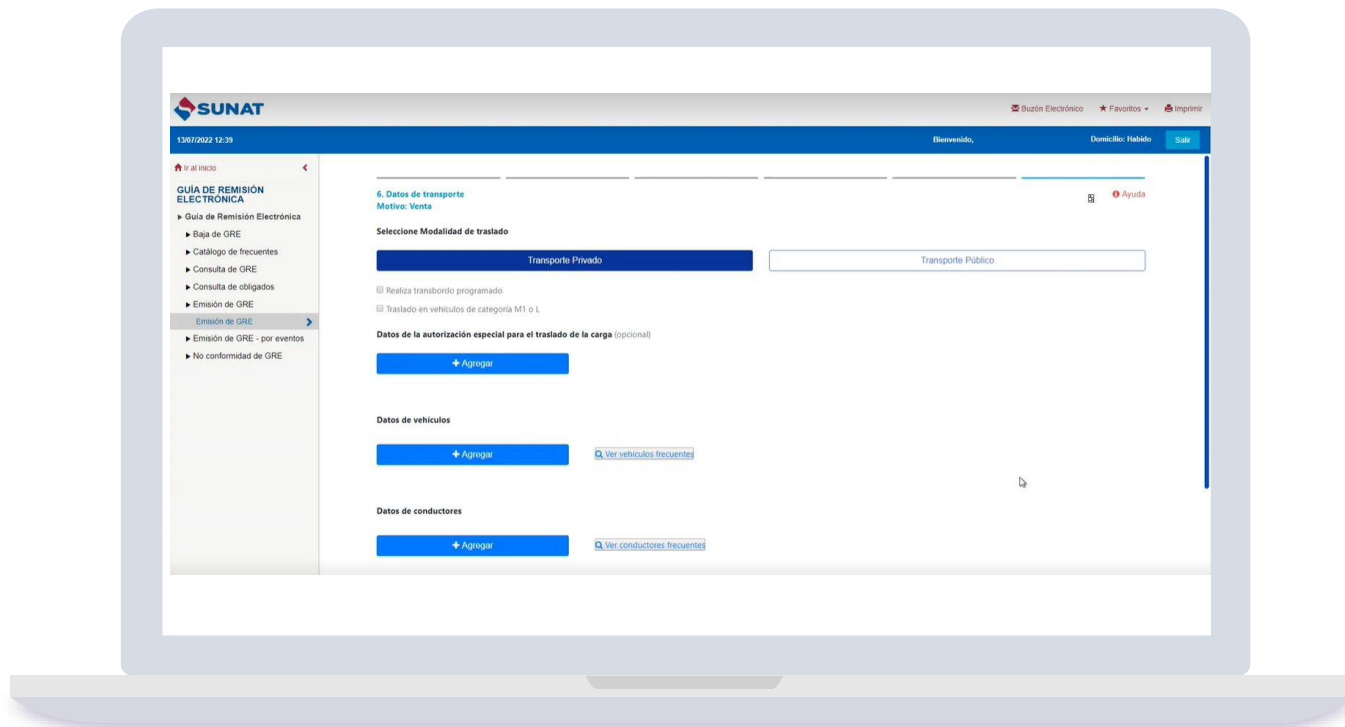 SUNAT
Buzón Electrónico
Favoritos
Imprimir
13/07/2022 12:39
Bienvenido,
Domicilio: Habido
Salir
Ir al inicio
GUÍA DE REMISIÓN
ELECTRÓNICA
Guia de Remisión Electrónica
Baja de GRE
Catálogo de frecuentes
Consulta de GRE
Consulta de obligados
Emisión de GRE
Emisión de GRE
Emisión de GRE - por eventos
No conformidad de GRE
6. Datos de transporte
Motivo: Venta
Ayuda
Seleccione Modalidad de traslado
Transporte Privado
Transporte Público
Realiza transbordo programado
Traslado en vehículos de categoría M1 o L
Datos de la autorización especial para el traslado de la carga (opcional)
+ Agregar
Datos de vehículos
+ Agregar
Ver vehículos frecuentes
Datos de conductores
+ Agregar
Ver conductores frecuentes